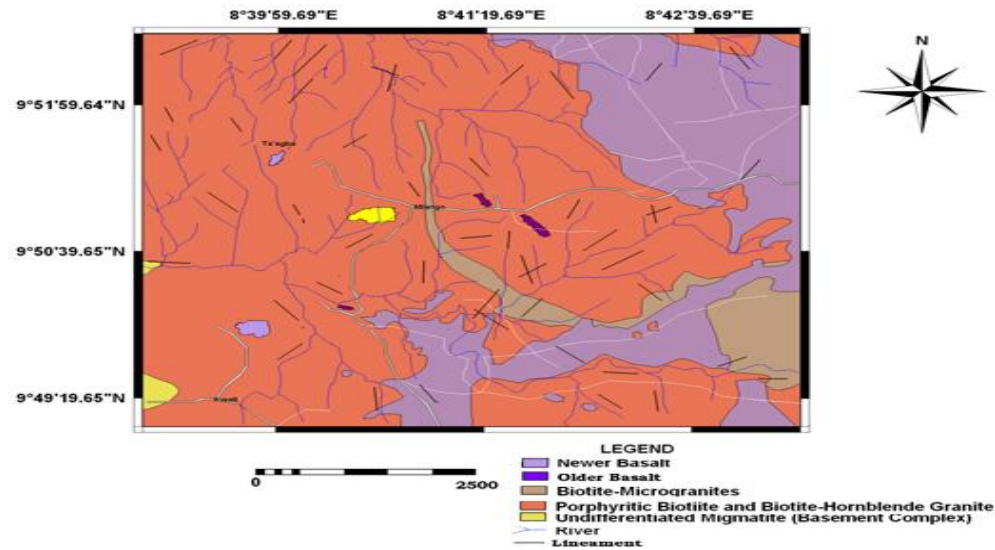 8°39'59.69"E 8°41'19.69"E 8°42'39.69"E
N
9°51'59.64"N
Ta'agbe
Miango
9°50'39.65"N
9°49'19.65"N
Kwall
LEGEND
0 2500
Newer Basalt
Older Basalt
Biotite-Microgranites
Porphyritic Biotiite and Biotite-Hornblende Granite
Undifferentiated Migmatite (Basement Complex)
River
Lineament